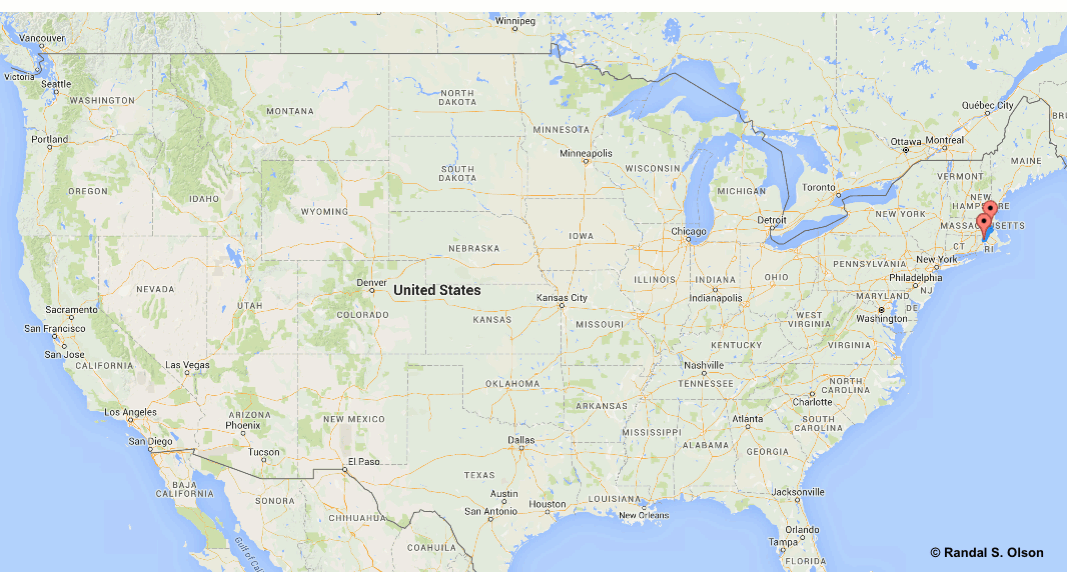 Winnipeg
Vancouver
Victoria
Seattle
WASHINGTON
MONTANA
NORTH
DAKOTA
Québec City
MINNESOTA
Portland
Ottawa
Montreal
Minneapolis
MAINE
SOUTH
DAKOTA
WISCONSIN
VERMONT
OREGON
IDAHO
MICHIGAN
Toronto
NEW
HAMPSHIRE
WYOMING
NEW YORK
Detroit
MASSACHUSETTS
Chicago
IOWA
CT
RI
NEBRASKA
New York
PENNSYLVANIA
ILLINOIS
INDIANA
OHIO
Philadelphia
NEVADA
Denver
United States
UTAH
Kansas City
Indianapolis
MARYLAND
NJ
DE
Sacramento
COLORADO
KANSAS
MISSOURI
WEST
VIRGINIA
Washington
San Francisco
San Jose
KENTUCKY
VIRGINIA
CALIFORNIA
Las Vegas
Nashville
TENNESSEE
OKLAHOMA
NORTH
CAROLINA
Charlotte
ARKANSAS
Los Angeles
ARIZONA
Phoenix
NEW MEXICO
Atlanta
SOUTH
CAROLINA
MISSISSIPPI
San Diego
Dallas
ALABAMA
GEORGIA
Tucson
El Paso
TEXAS
BAJA
CALIFORNIA
SONORA
Austin
Houston
LOUISIANA
Jacksonville
San Antonio
New Orleans
CHIHUAHUA
Orlando
Tampa
COAHUILA
FLORIDA
Gulf of Cal
© Randal S. Olson